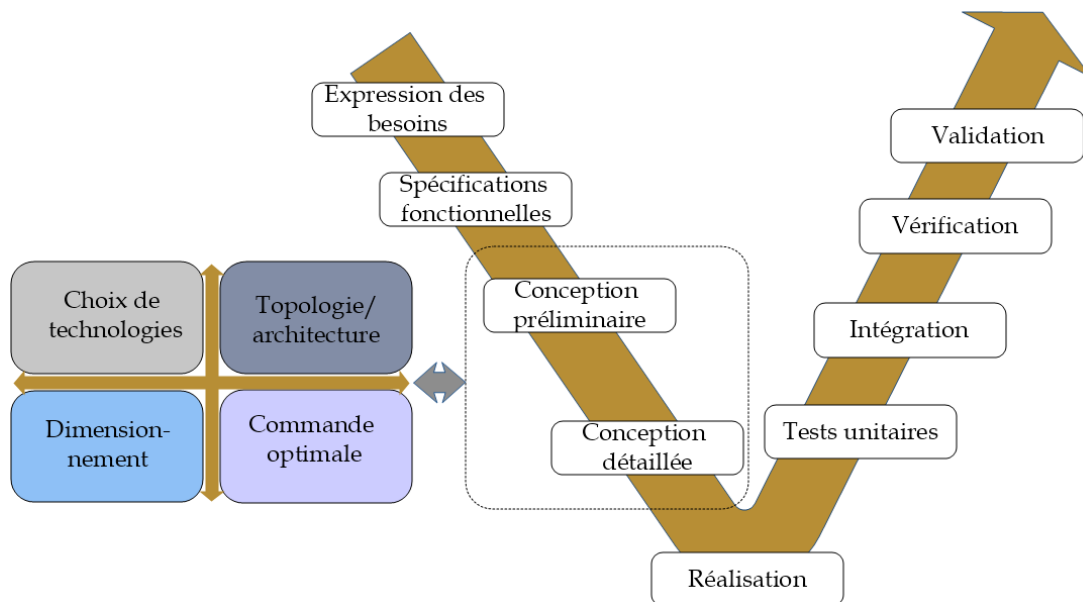 Expression des
besoins
Spécifications
fonctionnelles
Conception
préliminaire
Conception
détaillée
Réalisation
Tests unitaires
Intégration
Vérification
Validation
Choix de
technologies
Topologie/
architecture
Dimension-
nement
Commande
optimale